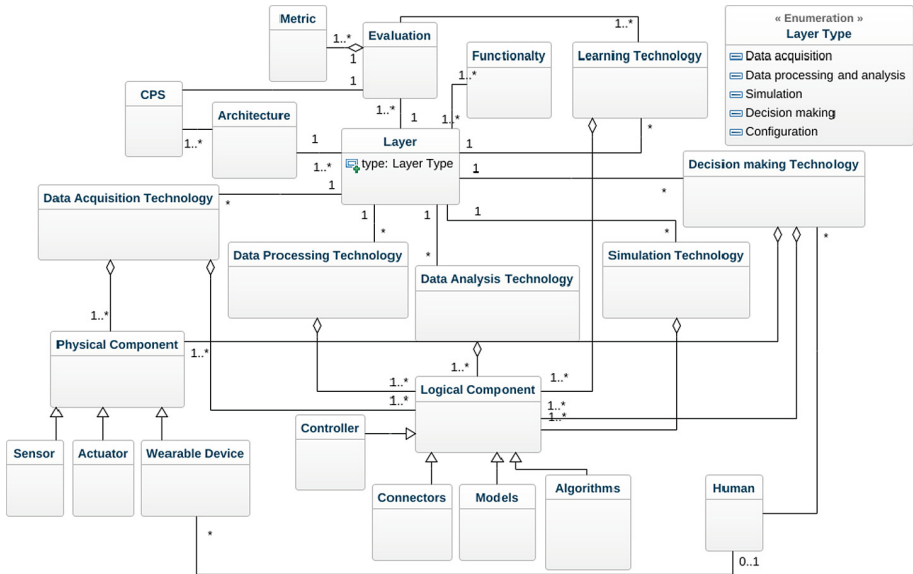 Metric
Evaluation
1..*
1..*
1
Functionalty
Learning Technology
« Enumeration »
Layer Type
Data acquisition
Data processing and analysis
Simulation
Decision making
Configuration
CPS
1
1..*
Architecture
1..*
1
1..*
1..*
1
1..*
Layer
type: Layer Type
1
*
Decision making Technology
1
*
Data Acquisition Technology
1
*
1
*
1
*
1
*
*
Data Processing Technology
Data Analysis Technology
Simulation Technology
1..*
Physical Component
1..*
1..*
1..*
1..*
1..*
1..*
1..*
Logical Component
Controller
Sensor
Actuator
Wearable Device
Connectors
Models
Algorithms
Human
*
0..1